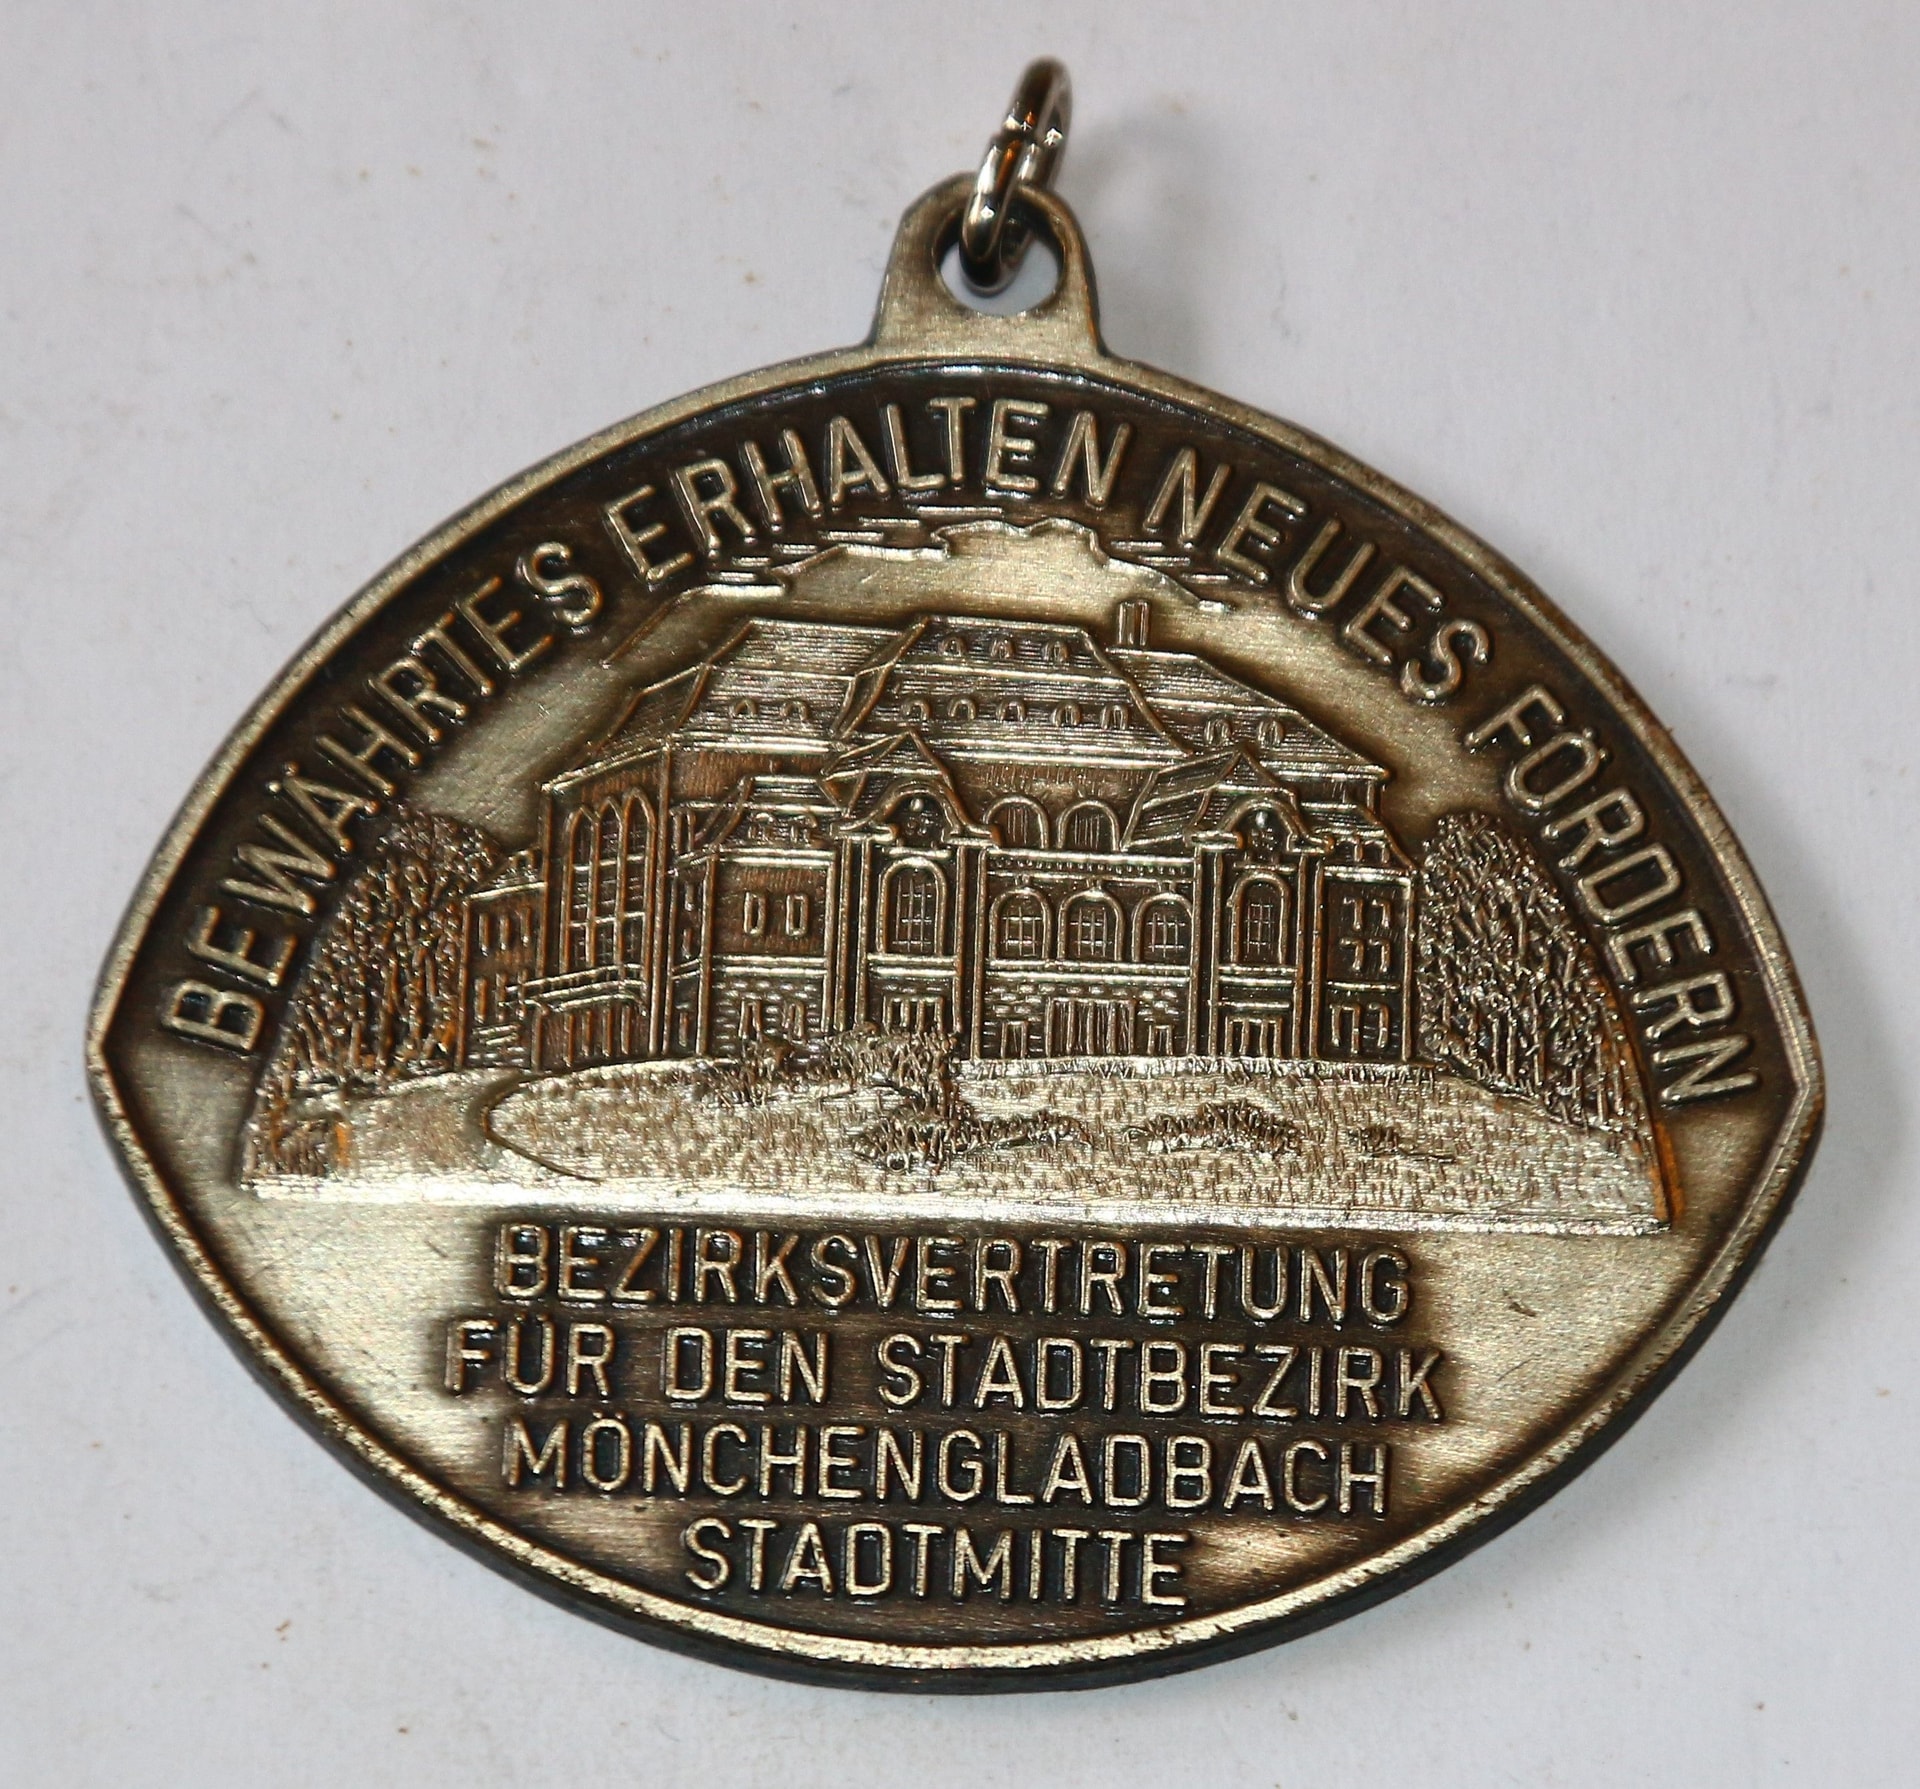 BEWÄHRTES ERHALTEN NEUES FÖRDERN
BEZIRKSVERTRETUNG
FÜR DEN STADTBEZIRK
MÖNCHENGLADBACH
STADTMITTE